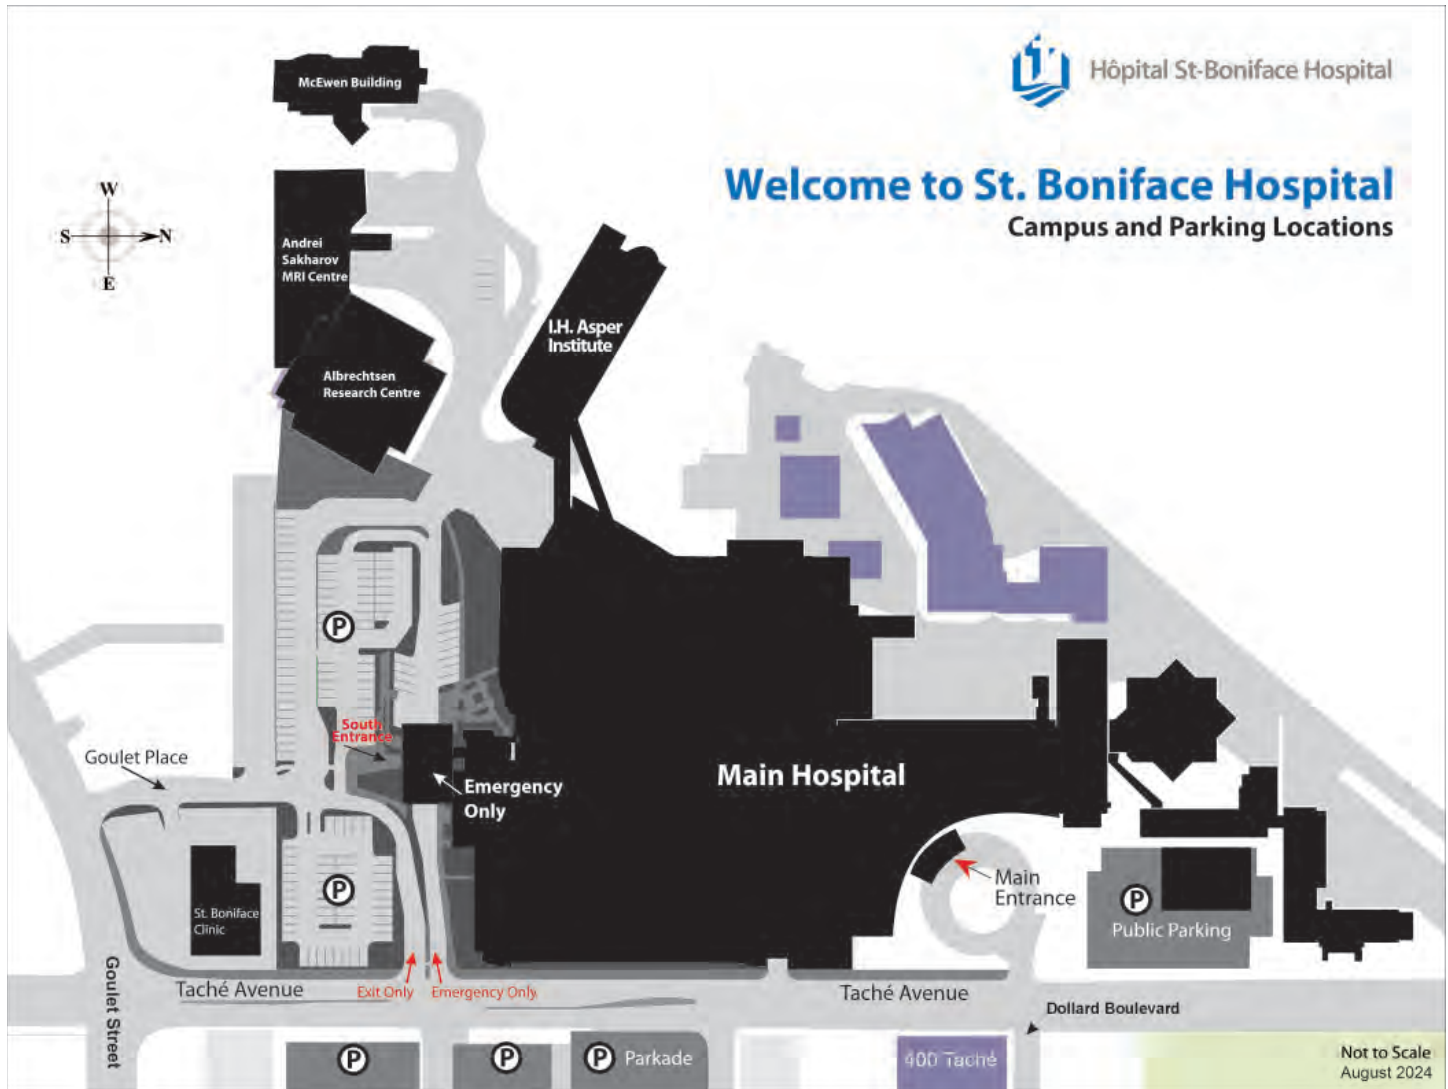 McEwen Building
Hôpital St-Boniface Hospital
Welcome to St. Boniface Hospital
Campus and Parking Locations
W
S
N
E
Andrei
Sakharov
MRI Centre
I.H. Asper
Institute
Albrechtsen
Research Centre
P
South
Entrance
Goulet Place
Emergency
Only
Main Hospital
Main
Entrance
P
P
Public Parking
St. Boniface
Clinic
Goulet Street
Taché Avenue
Exit Only
Emergency Only
Taché Avenue
Dollard Boulevard
P
P
P
Parkade
400 Taché
Not to Scale
August 2024